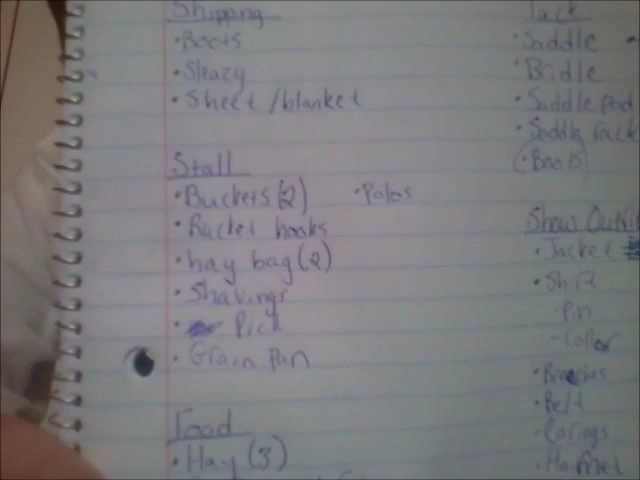 Shipping
• Boots
• Sleazy
• Sheet/blanket
Stall
• Buckets (2)
• Polos
• Bucket hooks
• hay bag (2)
• Shavings
• Pick
• Grain Pan
Food
• Hay (3)
Tack
• Saddle
• Bridle
• Saddle pad
• Saddle rack
(• Boots)
Show Outfit
• Jacket
• Shirt
- Pin
- Collar
• Breeches
• Belt
- Earings
- Harmet